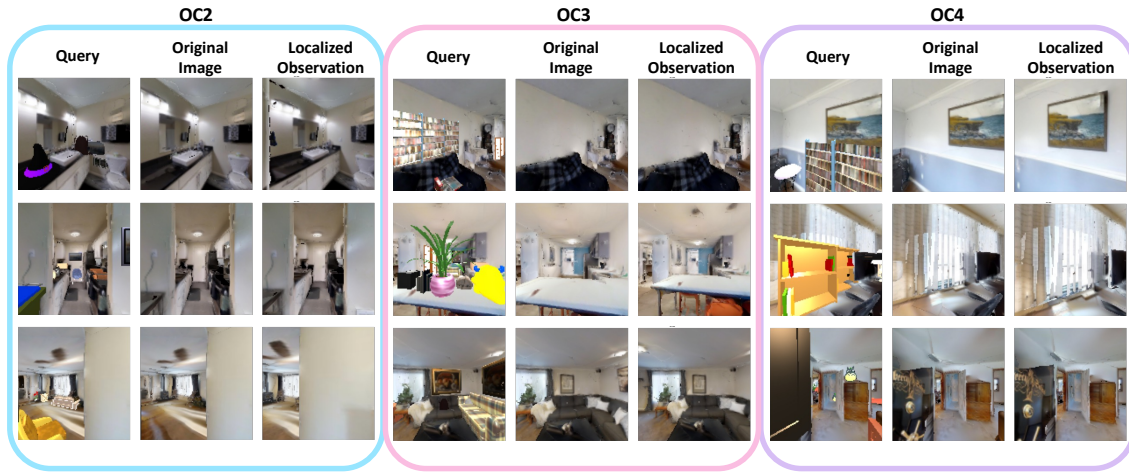 OC2
OC3
OC4
Query
Original
Image
Localized
Observation
Query
Original
Image
Localized
Observation
Query
Original
Image
Localized
Observation